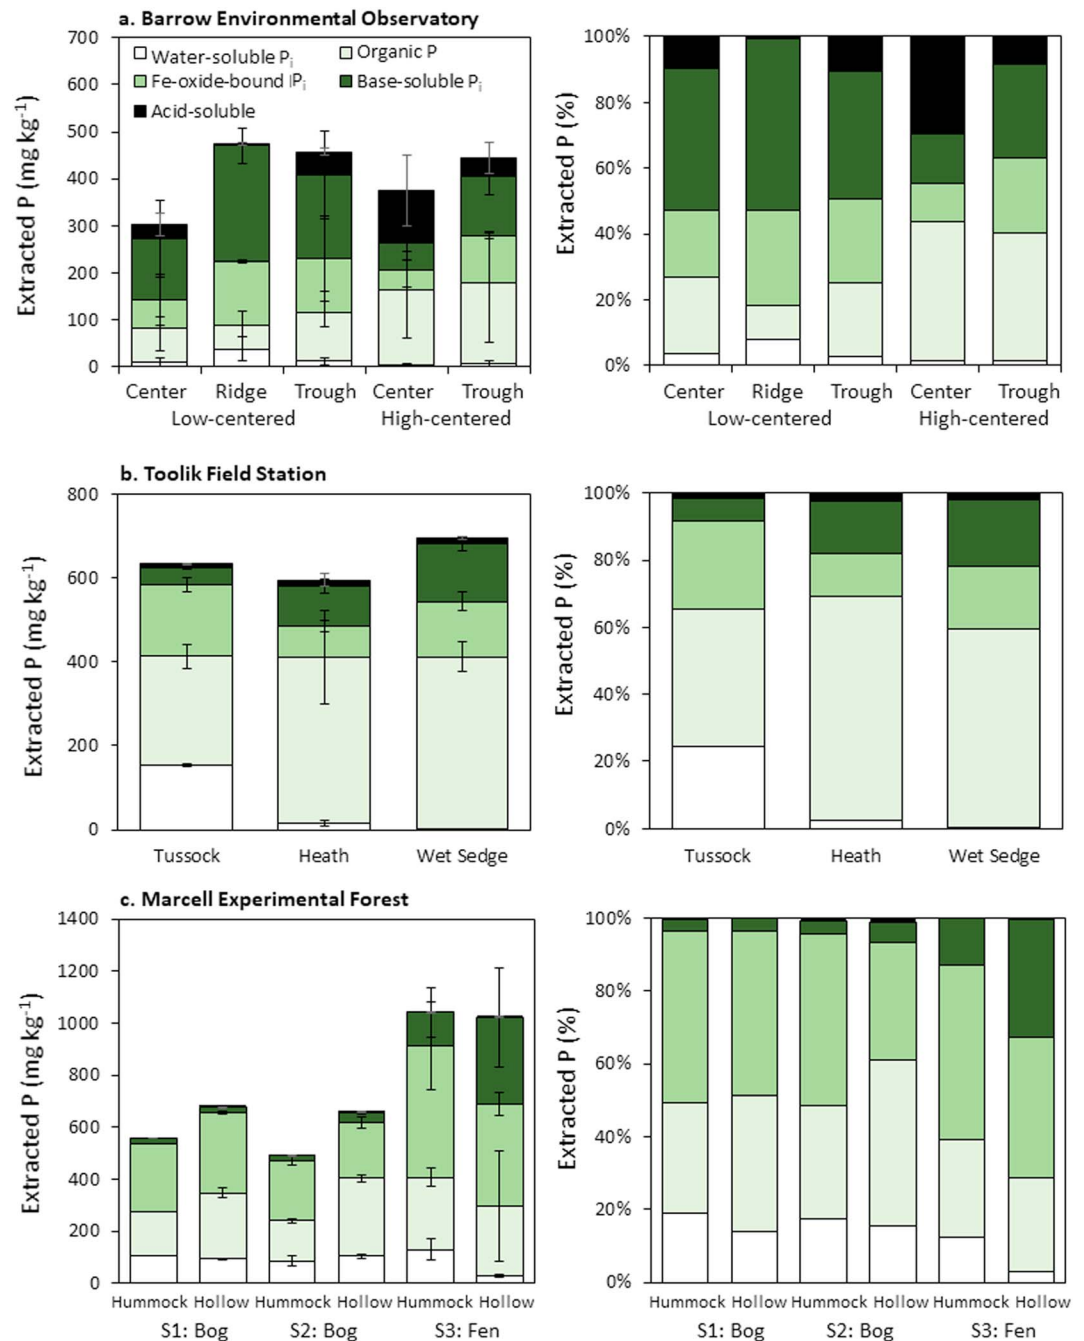 a. Barrow Environmental Observatory
Extracted P (mg kg-1)
700
600
500
400
300
200
100
0
Water-soluble Pi
Organic P
Fe-oxide-bound Pi
Base-soluble Pi
Acid-soluble
Center Ridge Trough Center Trough
Low-centered High-centered
Extracted P (%)
100%
80%
60%
40%
20%
0%
Center Ridge Trough Center Trough
Low-centered High-centered
b. Toolik Field Station
Extracted P (mg kg-1)
800
600
400
200
0
Tussock Heath Wet Sedge
Extracted P (%)
100%
80%
60%
40%
20%
0%
Tussock Heath Wet Sedge
c. Marcell Experimental Forest
Extracted P (mg kg-1)
1400
1200
1000
800
600
400
200
0
Hummock Hollow Hummock Hollow Hummock Hollow
S1: Bog S2: Bog S3: Fen
Extracted P (%)
100%
80%
60%
40%
20%
0%
Hummock Hollow Hummock Hollow Hummock Hollow
S1: Bog S2: Bog S3: Fen